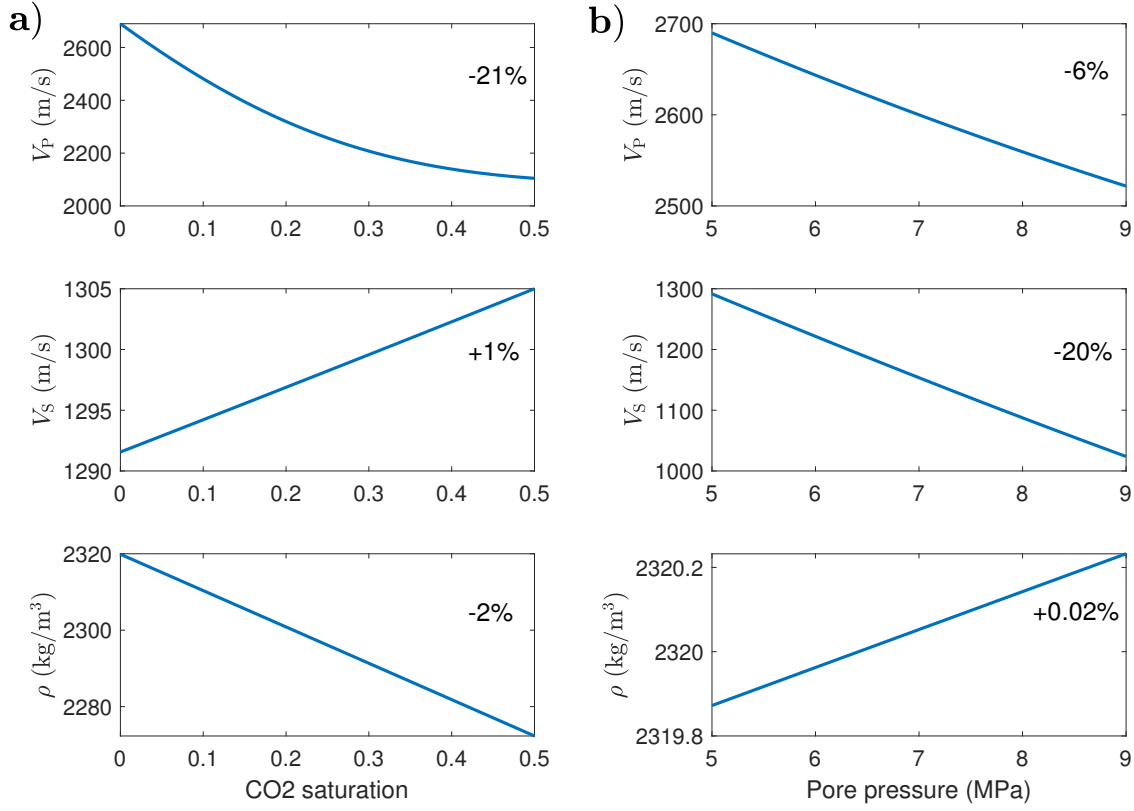 a)
2600
2400
2200
2000
V_P (m/s)
-21%
0 0.1 0.2 0.3 0.4 0.5
1305
1300
1295
1290
V_S (m/s)
+1%
0 0.1 0.2 0.3 0.4 0.5
2320
2300
2280
ρ (kg/m³)
-2%
0 0.1 0.2 0.3 0.4 0.5
CO2 saturation
b)
2700
2600
2500
V_P (m/s)
-6%
5 6 7 8 9
1300
1200
1100
1000
V_S (m/s)
-20%
5 6 7 8 9
2320.2
2320
2319.8
ρ (kg/m³)
+0.02%
5 6 7 8 9
Pore pressure (MPa)